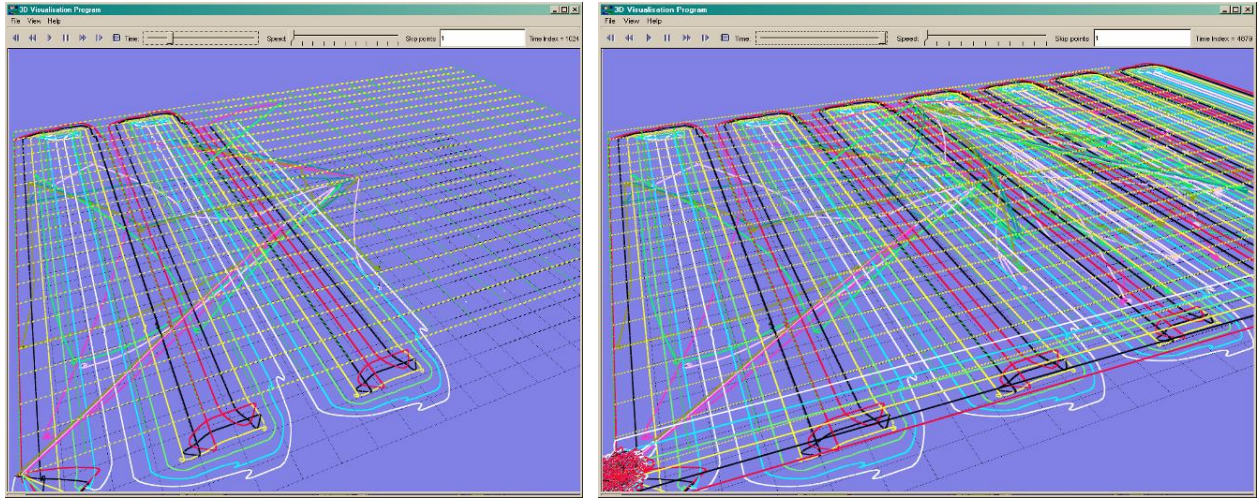 3D Visualisation Program
File View Help
Time: Speed: Skip points 1 Time Index = 1024
3D Visualisation Program
File View Help
Time: Speed: Skip points 1 Time Index = 4679